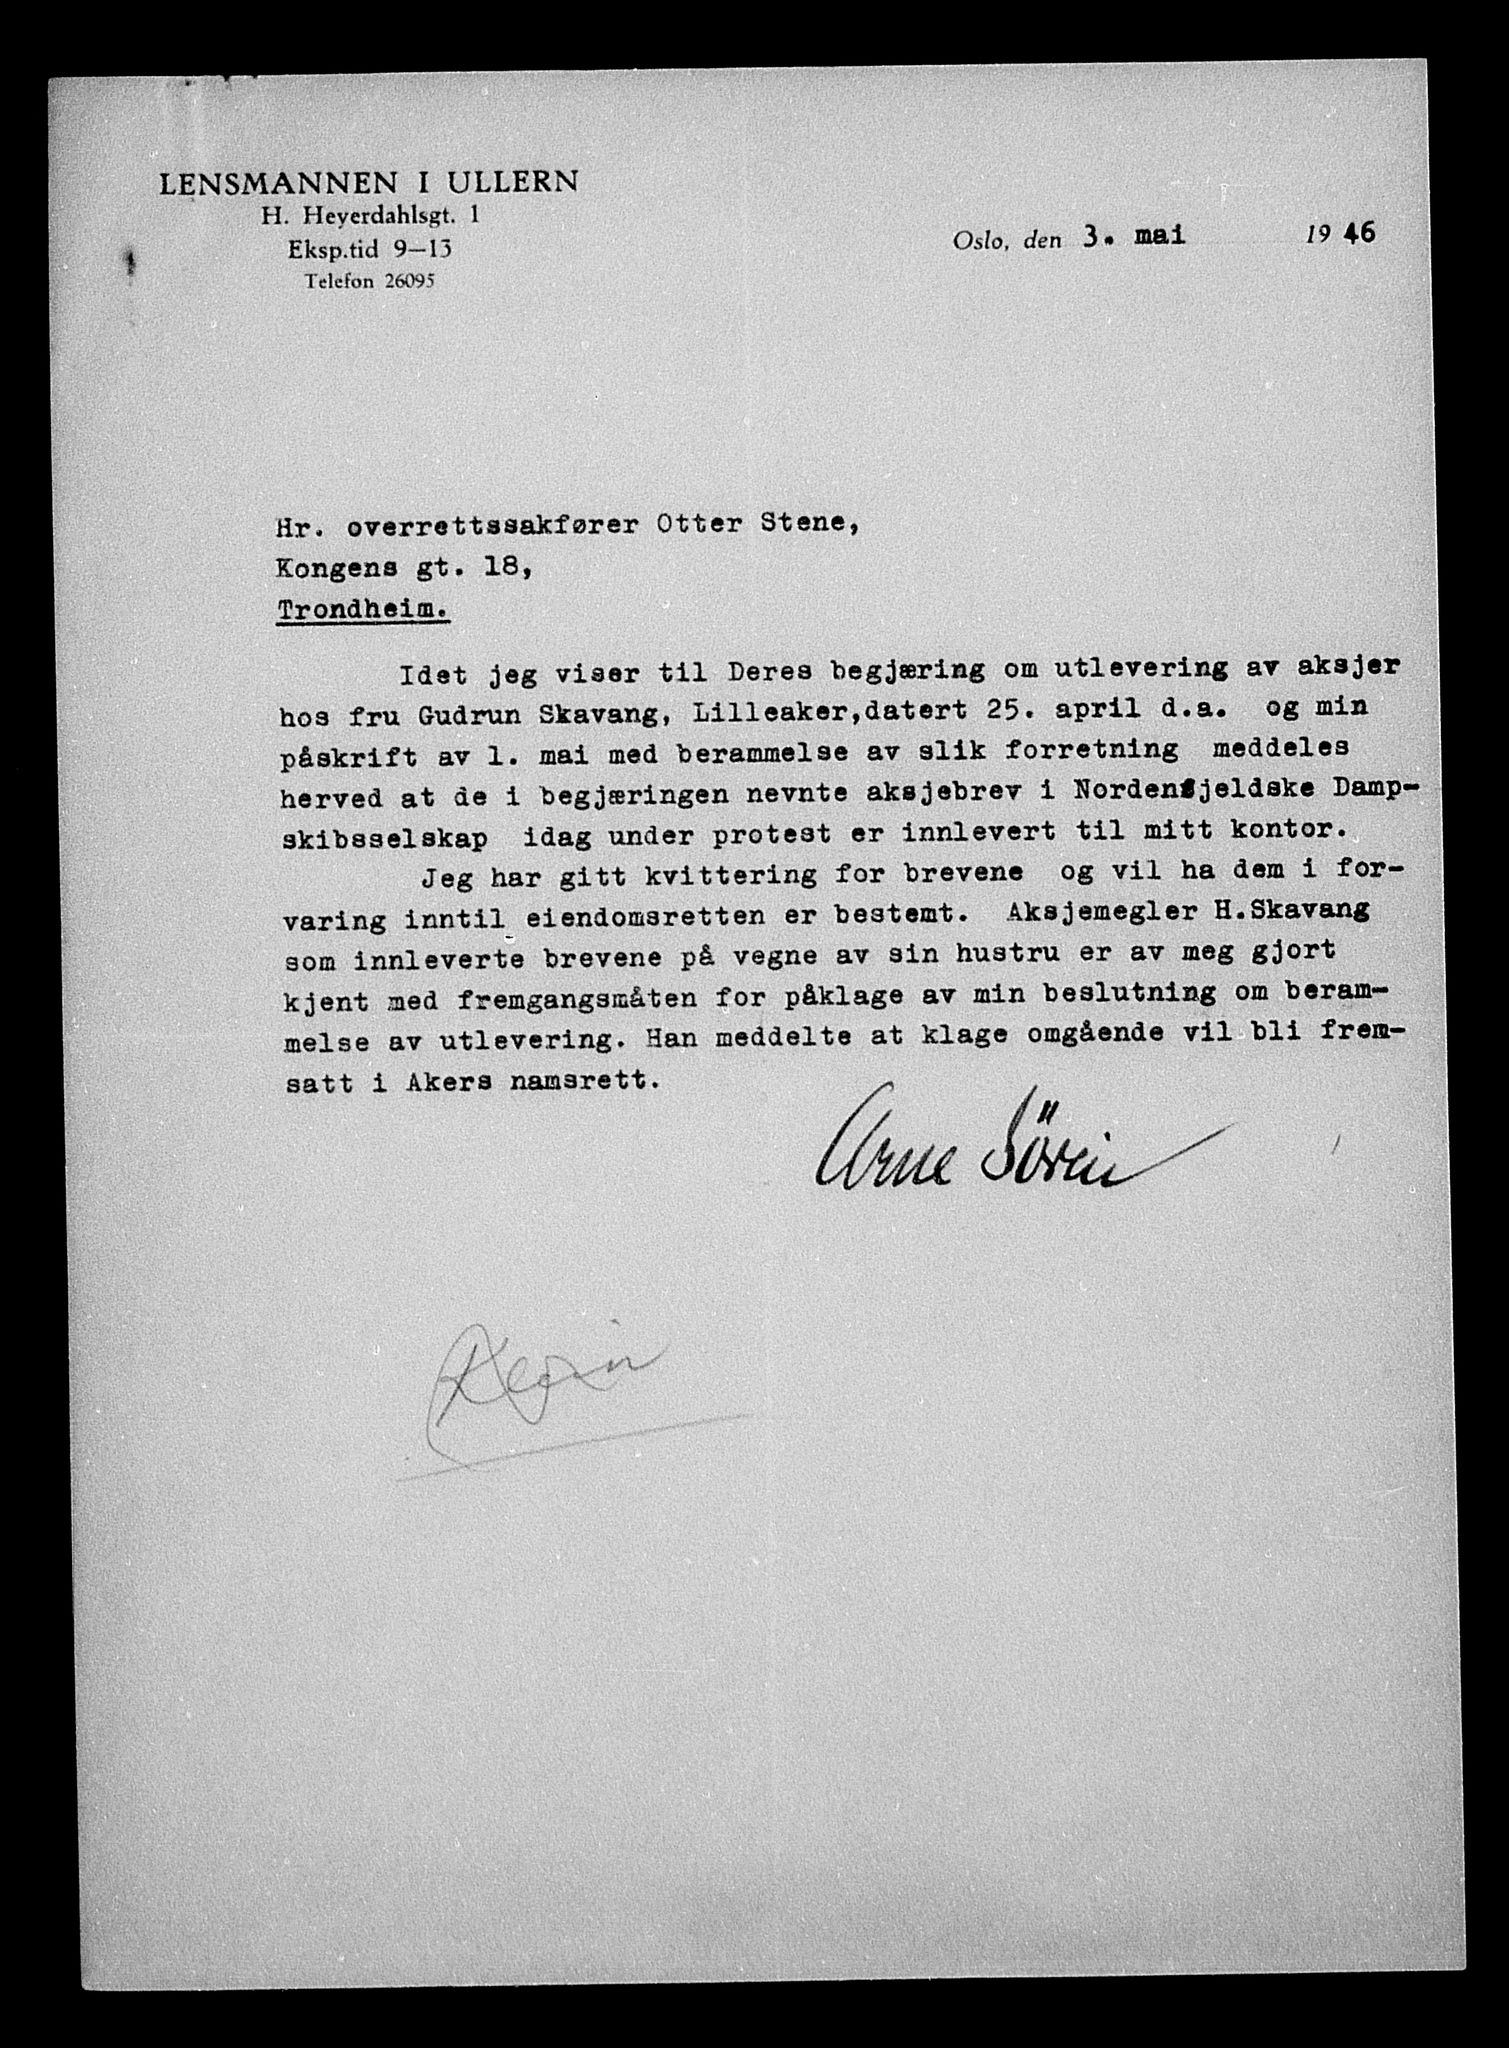 LENSMANNEN I ULLERN
H. Heyerdahlsgt. 1
Eksp.tid 9—13
Telefon 26095
Oslo, den 3. mai 1946
Hr. overrettssakfører Otter Stene,
Kongens gt. 18,
Trondheim.
Idet jeg viser til Deres begjæring om utlevering av aksjer
hos fru Gudrun Skavang, Lilleaker,datert 25. april d.a. og min
påskrift av 1. mai med berammelse av slik forretning meddeles
herved at de i begjæringen nevnte aksjebrev i Nordenfjeldske Damp-
skibsselskap idag under protest er innlevert til mitt kontor.
Jeg har gitt kvittering for brevene og vil ha dem i for-
varing inntil eiendomsretten er bestemt. Aksjemegler H.Skavang
som innleverte brevene på vegne av sin hustru er av meg gjort
kjent med fremgangsmåten for påklage av min beslutning om beram-
melse av utlevering. Han meddelte at klage omgående vil bli frem-
satt i Akers namsrett.
Arne